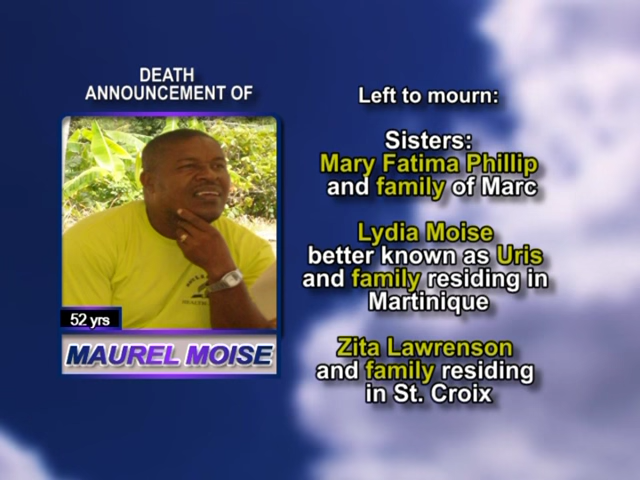 DEATH
ANNOUNCEMENT OF
52 yrs
MAUREL MOISE
Left to mourn:
Sisters:
Mary Fatima Phillip
and family of Marc
Lydia Moise
better known as Uris
and family residing in
Martinique
Zita Lawrenson
and family residing
in St. Croix